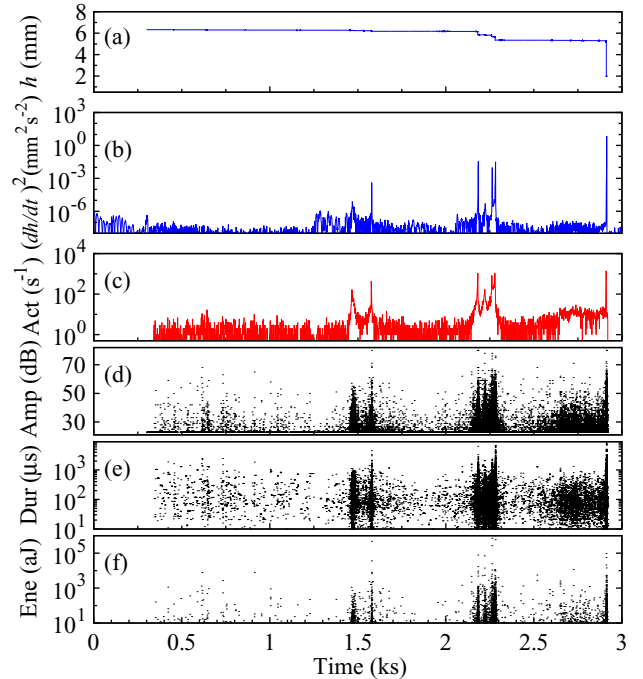 8
6
4
2
(a)
h (mm)
10³
10⁰
10⁻³
10⁻⁶
(b)
(dh/dt)² (mm² s⁻²)
10⁴
10²
10⁰
(c)
Act (s⁻¹)
70
50
30
(d)
Amp (dB)
10³
10²
10¹
(e)
Dur (μs)
10⁵
10³
10¹
(f)
Ene (aJ)
0 0.5 1 1.5 2 2.5 3
Time (ks)